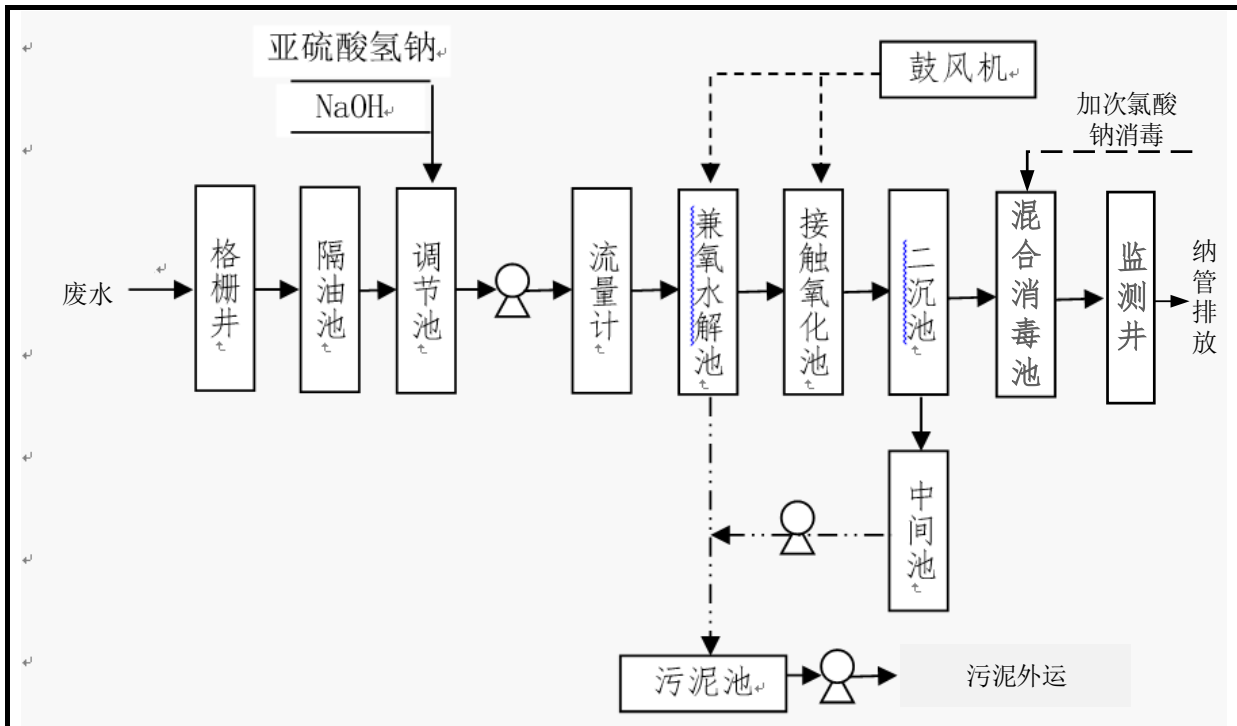 亚硫酸氢钠
NaOH
鼓风机
加次氯酸
钠消毒
废水
格栅井
隔油池
调节池
流量计
兼氧水解池
接触氧化池
二沉池
混合消毒池
监测井
纳管排放
中间池
污泥池
污泥外运